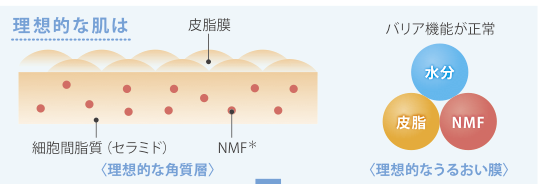 理想的な肌は
皮脂膜
細胞間脂質（セラミド）
NMF＊
〈理想的な角質層〉
バリア機能が正常
水分
皮脂
NMF
〈理想的なうるおい膜〉